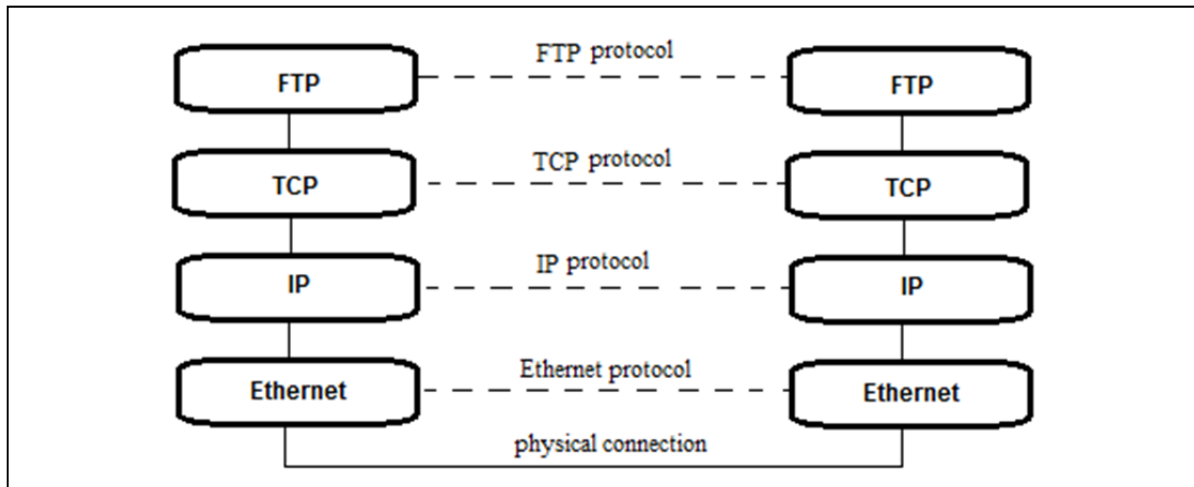 FTP protocol
FTP
FTP
TCP protocol
TCP
TCP
IP protocol
IP
IP
Ethernet protocol
Ethernet
Ethernet
physical connection